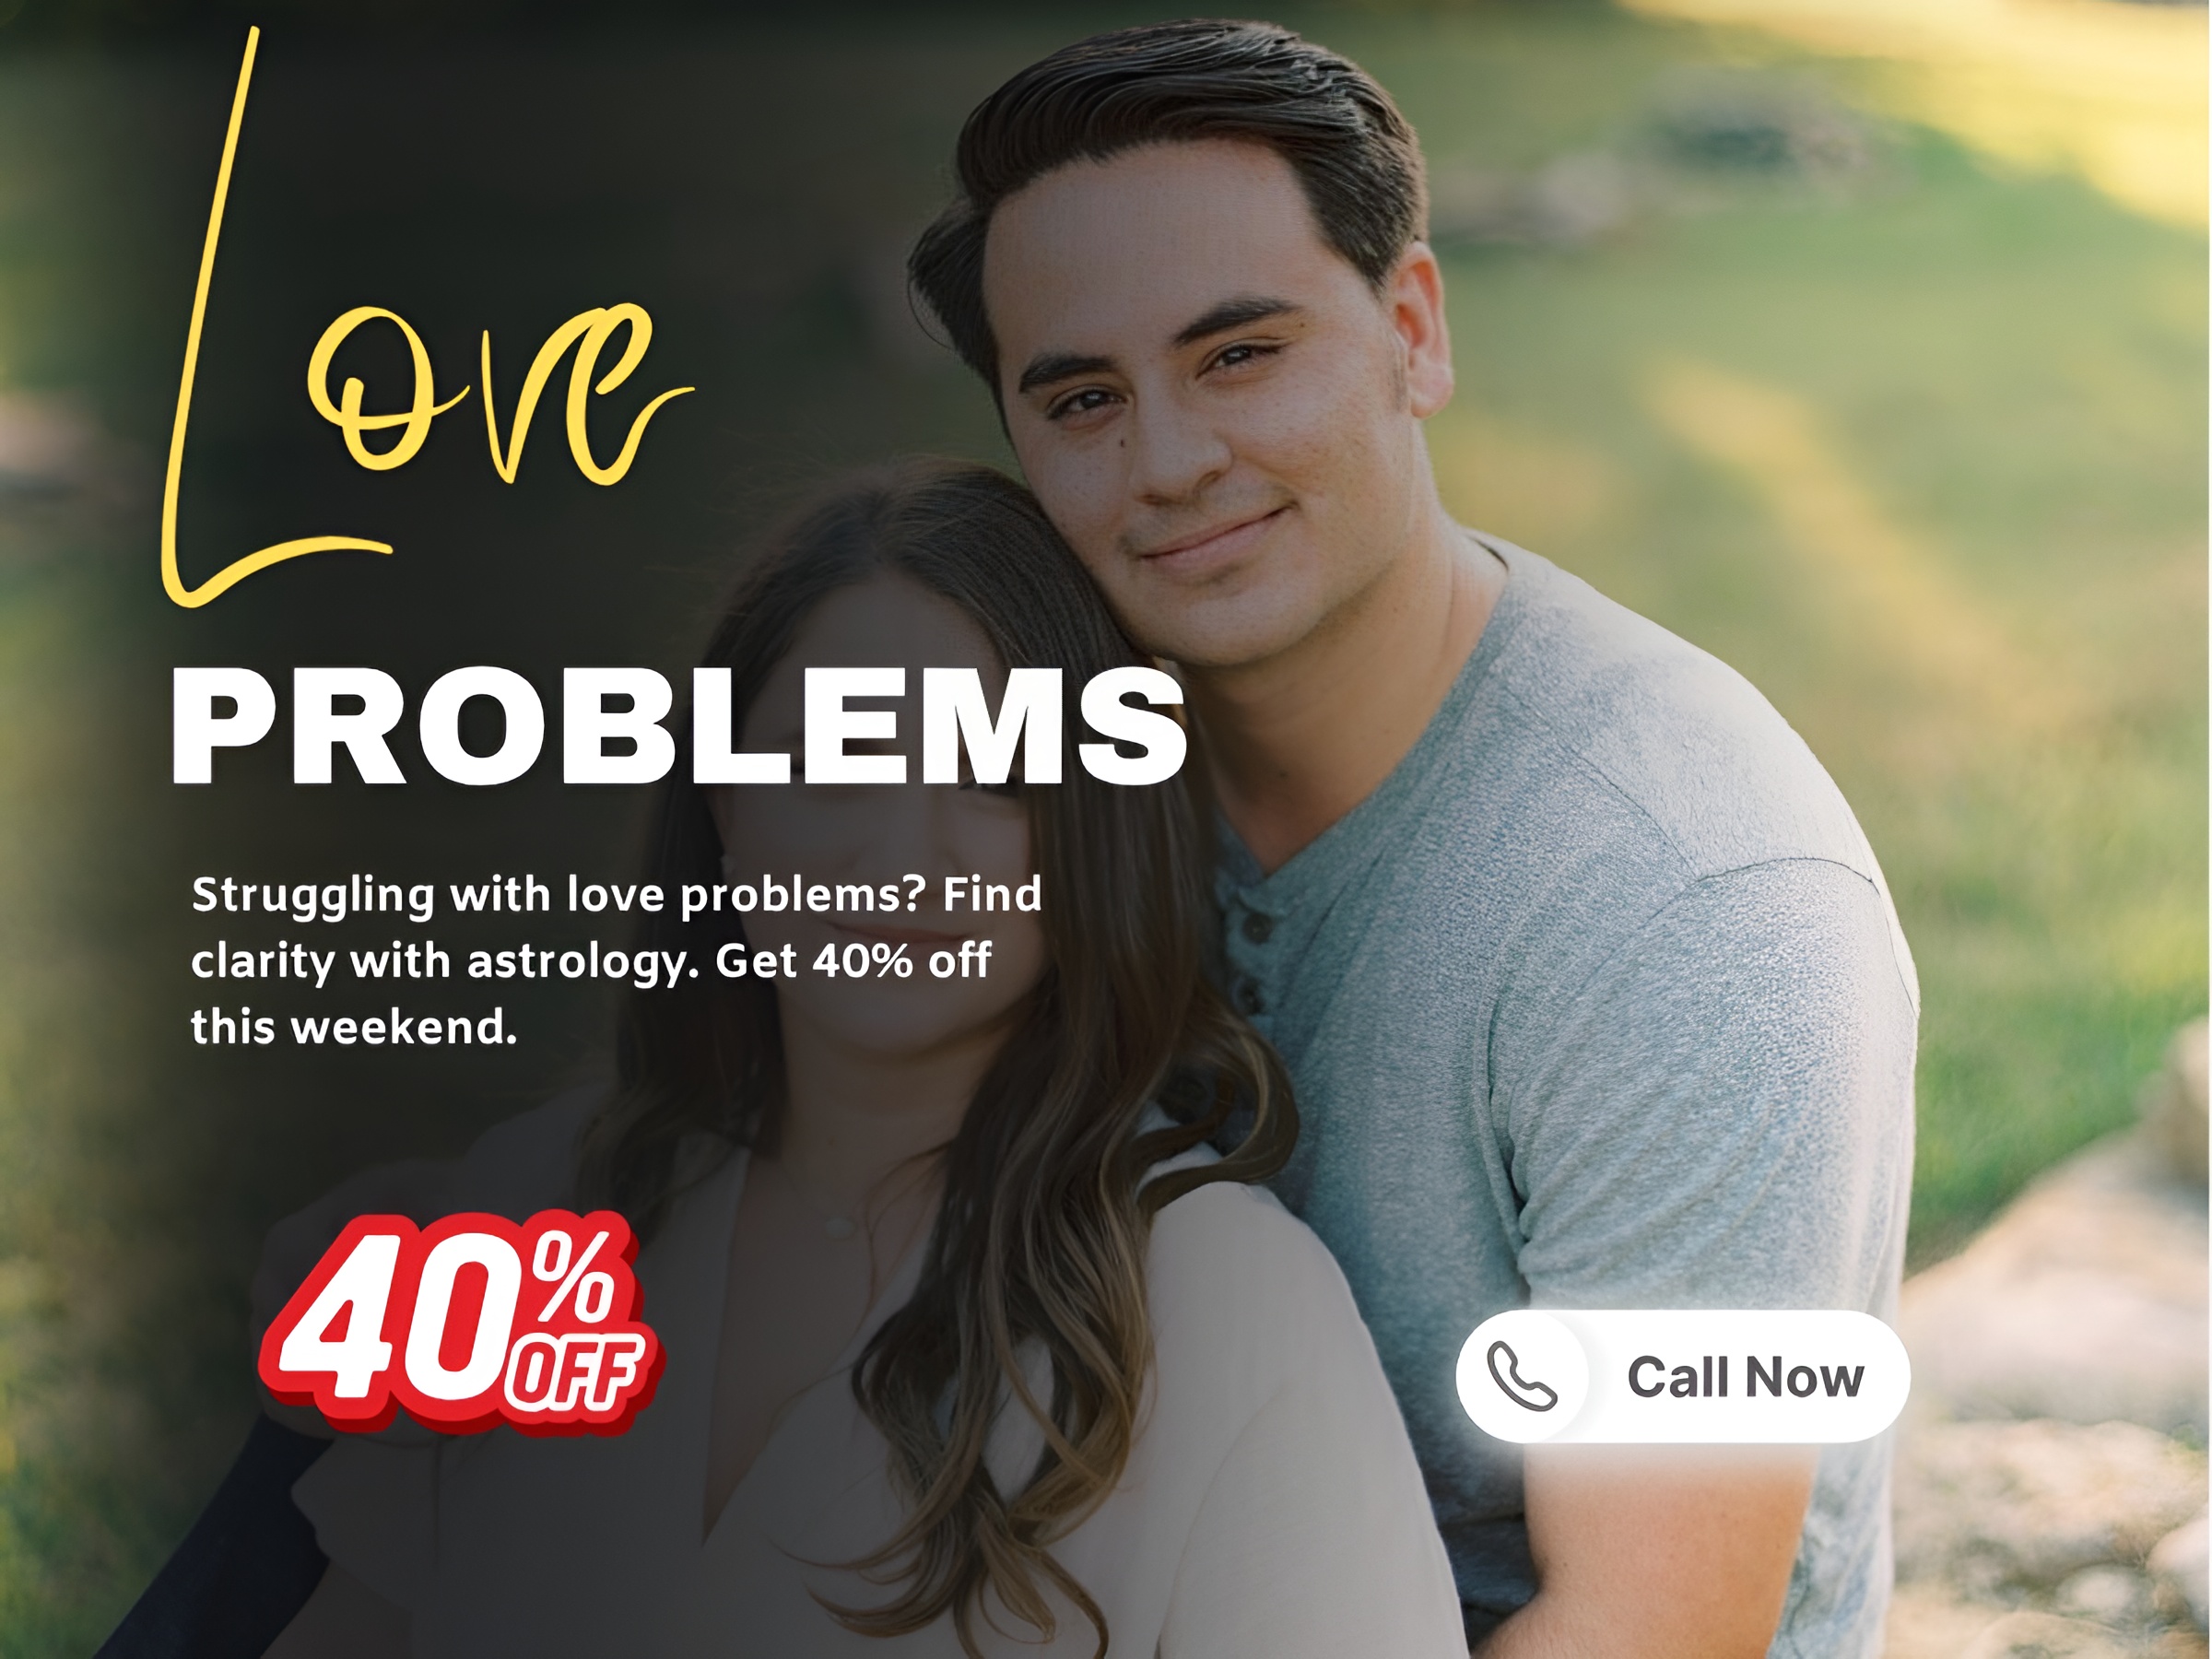 Love
PROBLEMS
Struggling with love problems? Find
clarity with astrology. Get 40% off
this weekend.
40%
OFF
Call Now